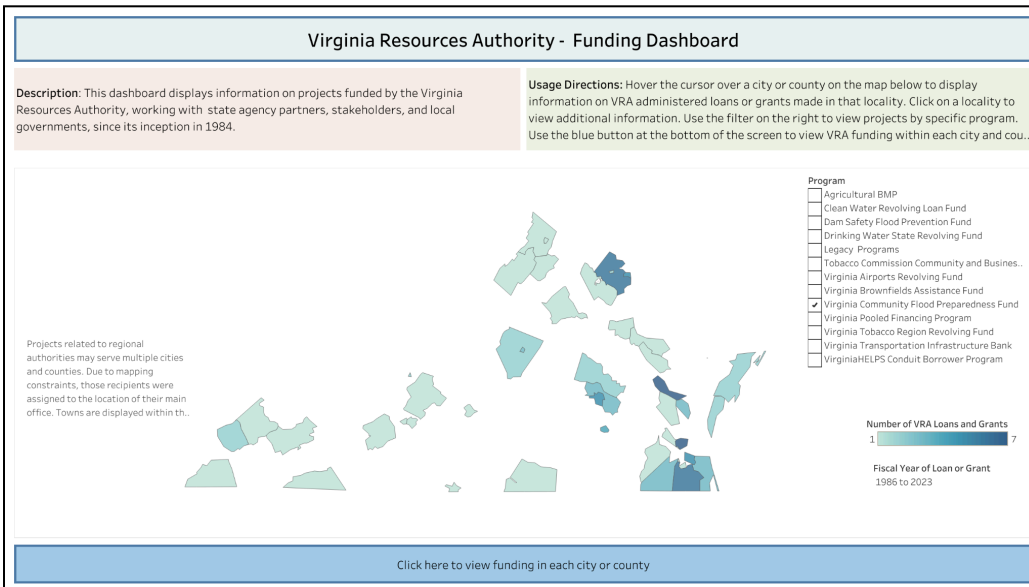 Virginia Resources Authority - Funding Dashboard
Description: This dashboard displays information on projects funded by the Virginia
Resources Authority, working with state agency partners, stakeholders, and local
governments, since its inception in 1984.
Usage Directions: Hover the cursor over a city or county on the map below to display
information on VRA administered loans or grants made in that locality. Click on a locality to
view additional information. Use the filter on the right to view projects by specific program.
Use the blue button at the bottom of the screen to view VRA funding within each city and cou..
Program
Agricultural BMP
Clean Water Revolving Loan Fund
Dam Safety Flood Prevention Fund
Drinking Water State Revolving Fund
Legacy Programs
Tobacco Commission Community and Busines..
Virginia Airports Revolving Fund
Virginia Brownfields Assistance Fund
Virginia Community Flood Preparedness Fund
Virginia Pooled Financing Program
Virginia Tobacco Region Revolving Fund
Virginia Transportation Infrastructure Bank
VirginiaHELPS Conduit Borrower Program
Projects related to regional
authorities may serve multiple cities
and counties. Due to mapping
constraints, those recipients were
assigned to the location of their main
office. Towns are displayed within th..
Number of VRA Loans and Grants
1 7
Fiscal Year of Loan or Grant
1986 to 2023
Click here to view funding in each city or county